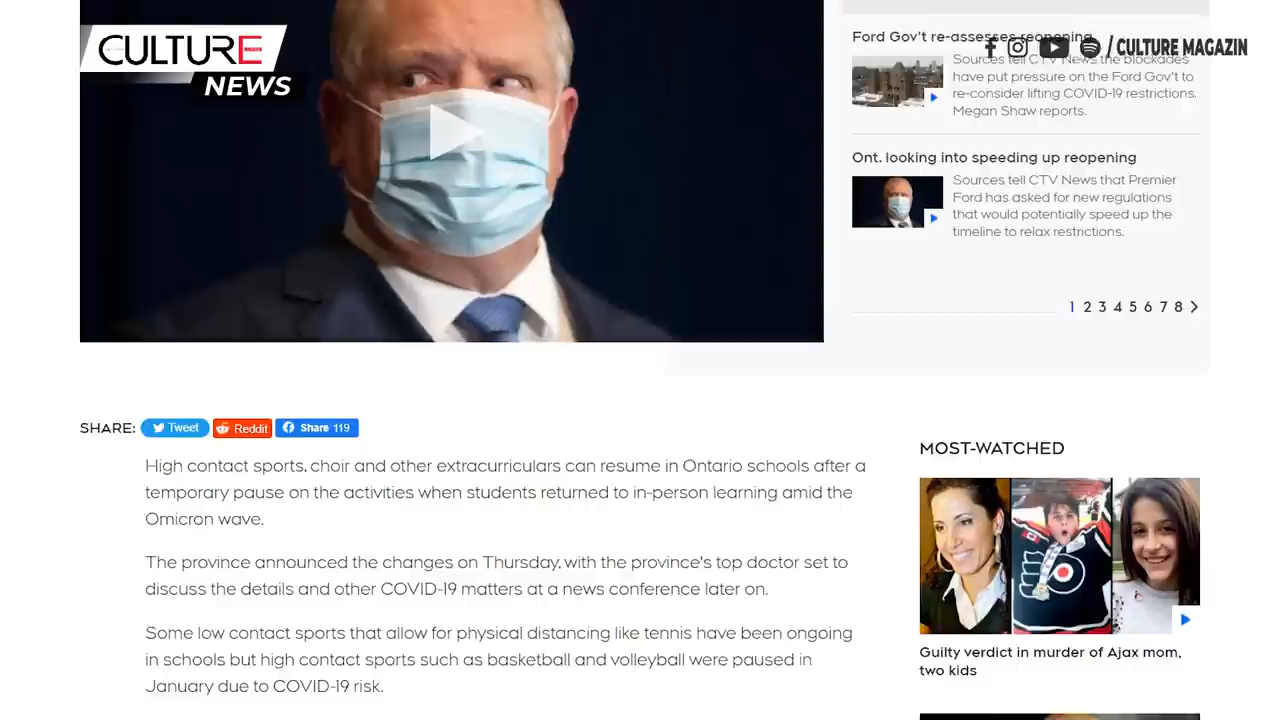 CULTURE
NEWS
/ CULTURE MAGAZIN
Ford Gov't re-assesses reopening
Sources tell CTV News the blockades
have put pressure on the Ford Gov't to
re-consider lifting COVID-19 restrictions.
Megan Shaw reports.
Ont. looking into speeding up reopening
Sources tell CTV News that Premier
Ford has asked for new regulations
that would potentially speed up the
timeline to relax restrictions.
1 2 3 4 5 6 7 8
SHARE: Tweet Reddit Share 119
High contact sports, choir and other extracurriculars can resume in Ontario schools after a
temporary pause on the activities when students returned to in-person learning amid the
Omicron wave.
The province announced the changes on Thursday, with the province's top doctor set to
discuss the details and other COVID-19 matters at a news conference later on.
Some low contact sports that allow for physical distancing like tennis have been ongoing
in schools but high contact sports such as basketball and volleyball were paused in
January due to COVID-19 risk.
MOST-WATCHED
Guilty verdict in murder of Ajax mom,
two kids